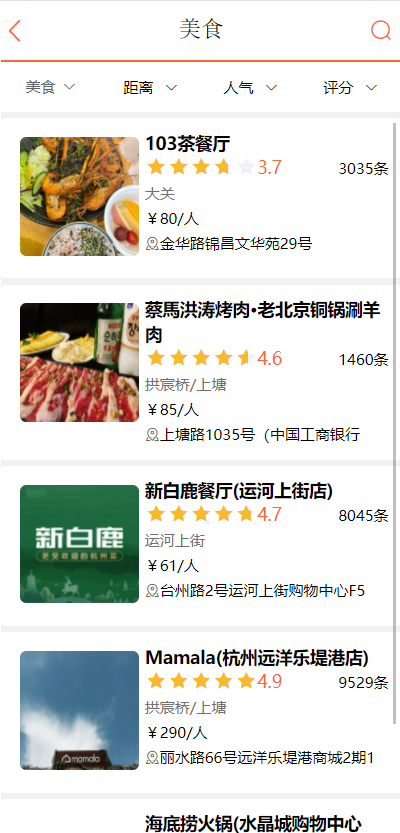 美食
美食
距离
人气
评分
103茶餐厅
3.7
3035条
大关
￥80/人
金华路锦昌文华苑29号
蔡馬洪涛烤肉•老北京铜锅涮羊
肉
4.6
1460条
拱宸桥/上塘
￥85/人
上塘路1035号（中国工商银行
新白鹿
更受欢迎的杭州菜
新白鹿餐厅(运河上街店)
4.7
8045条
运河上街
￥61/人
台州路2号运河上街购物中心F5
mamala
Mamala(杭州远洋乐堤港店)
4.9
9529条
拱宸桥/上塘
￥290/人
丽水路66号远洋乐堤港商城2期1
海底捞火锅(水晶城购物中心